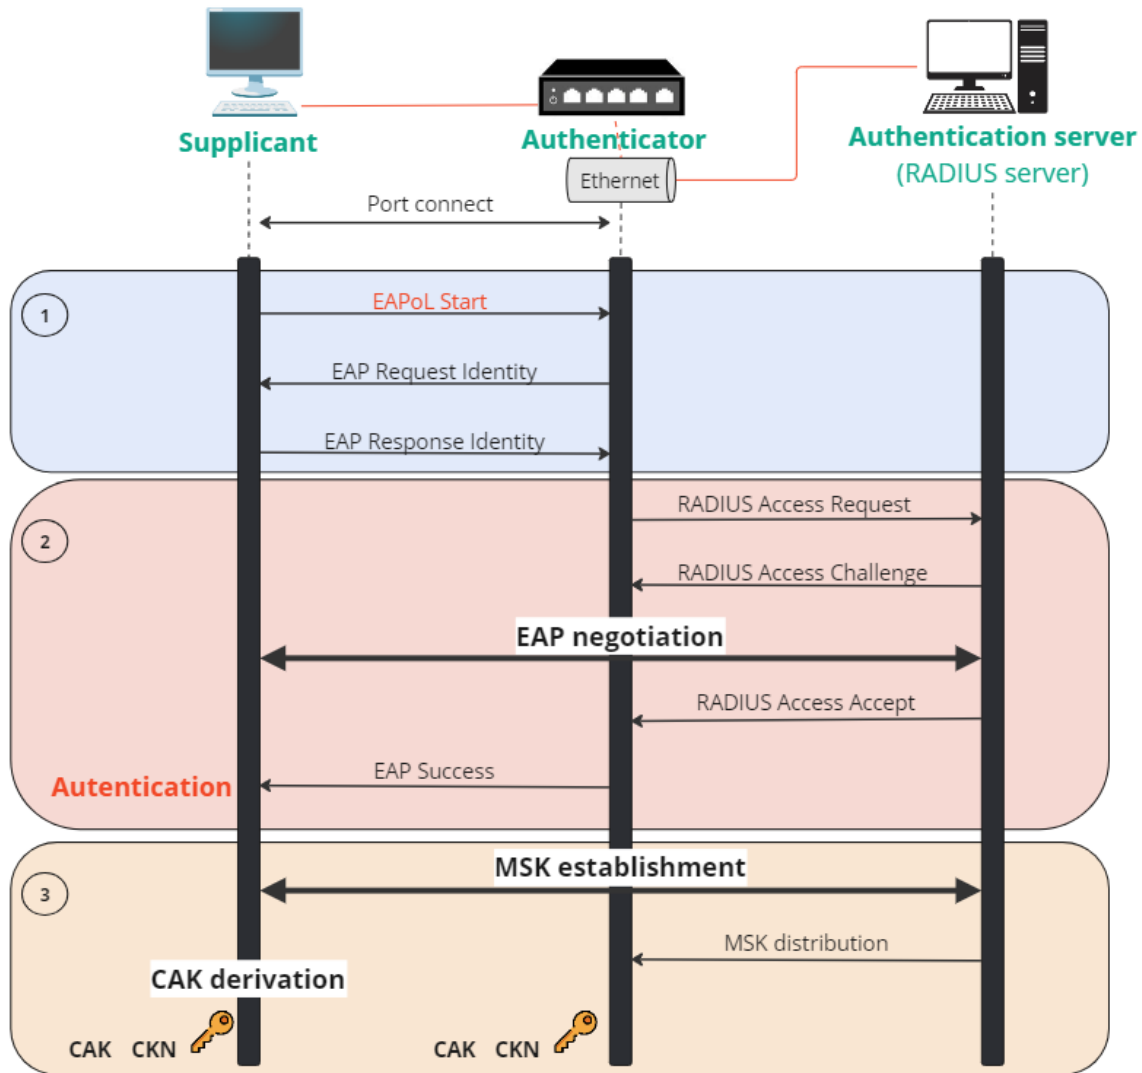 Supplicant
Authenticator
Authentication server
(RADIUS server)
Ethernet
Port connect
1
EAPoL Start
EAP Request Identity
EAP Response Identity
2
RADIUS Access Request
RADIUS Access Challenge
EAP negotiation
RADIUS Access Accept
EAP Success
Autentication
3
MSK establishment
MSK distribution
CAK derivation
CAK CKN
CAK CKN